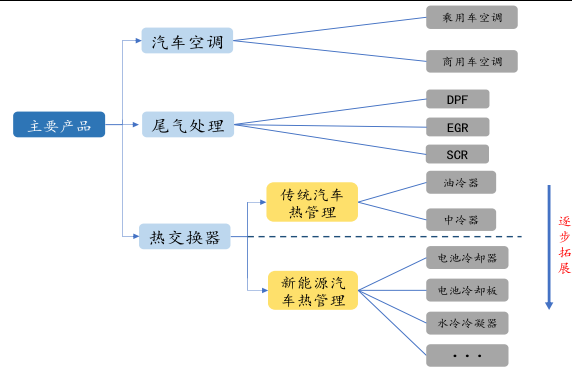 主要产品
汽车空调
乘用车空调
商用车空调
尾气处理
DPF
EGR
SCR
热交换器
传统汽车
热管理
油冷器
中冷器
新能源汽
车热管理
电池冷却器
电池冷却板
水冷冷凝器
···
逐
步
拓
展